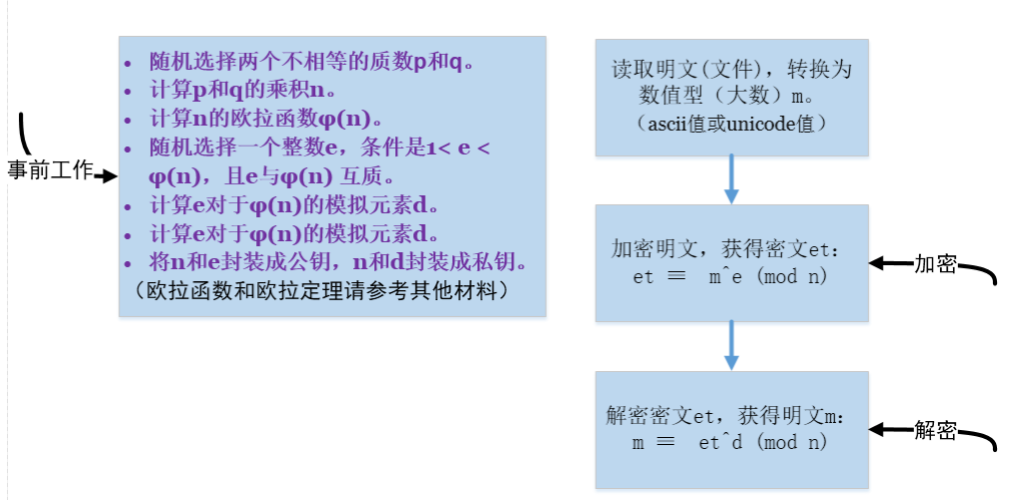 事前工作
• 随机选择两个不相等的质数p和q。
• 计算p和q的乘积n。
• 计算n的欧拉函数φ(n)。
• 随机选择一个整数e，条件是1< e <
φ(n)，且e与φ(n) 互质。
• 计算e对于φ(n)的模拟元素d。
• 计算e对于φ(n)的模拟元素d。
• 将n和e封装成公钥，n和d封装成私钥。
（欧拉函数和欧拉定理请参考其他材料）
读取明文(文件)，转换为
数值型（大数）m。
（ascii值或unicode值）
加密明文，获得密文et:
et ≡ m^e (mod n)
加密
解密密文et，获得明文m:
m ≡ et^d (mod n)
解密